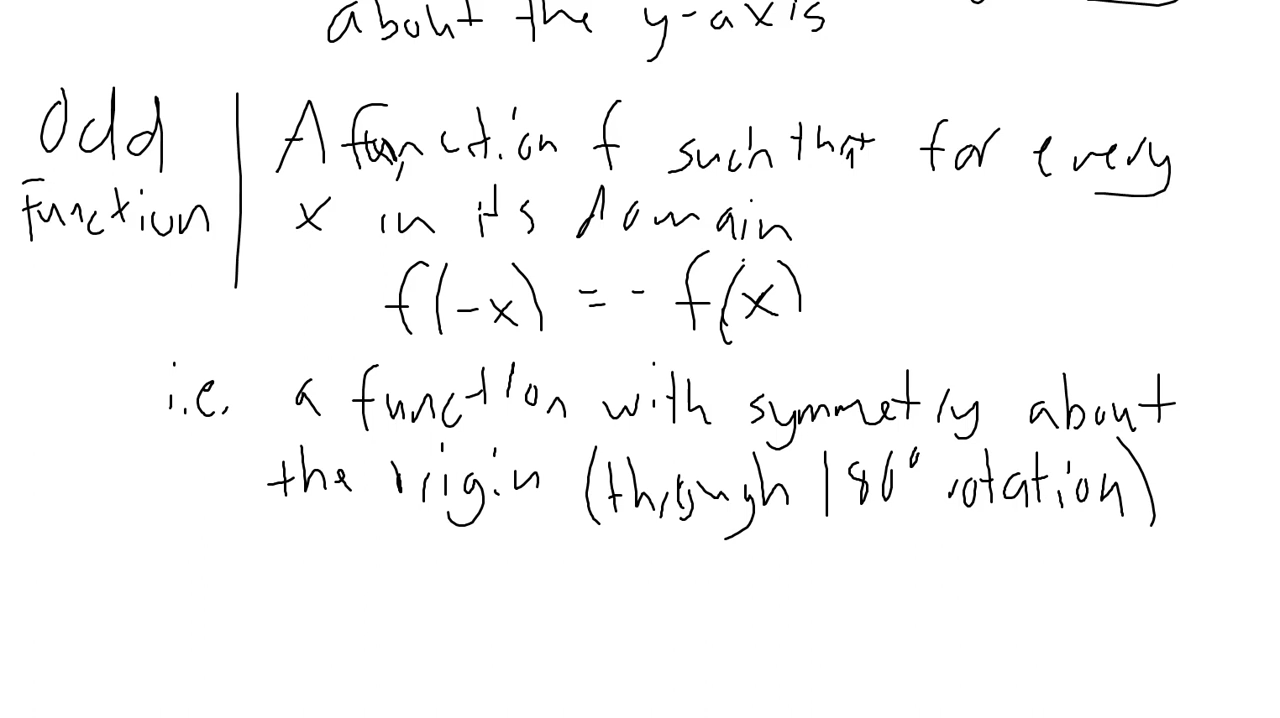 about the y-axis
Odd
Function
A function f such that for every
x in its domain
f(-x) = - f(x)
i.e. a function with symmetry about
the origin (through 180° rotation)